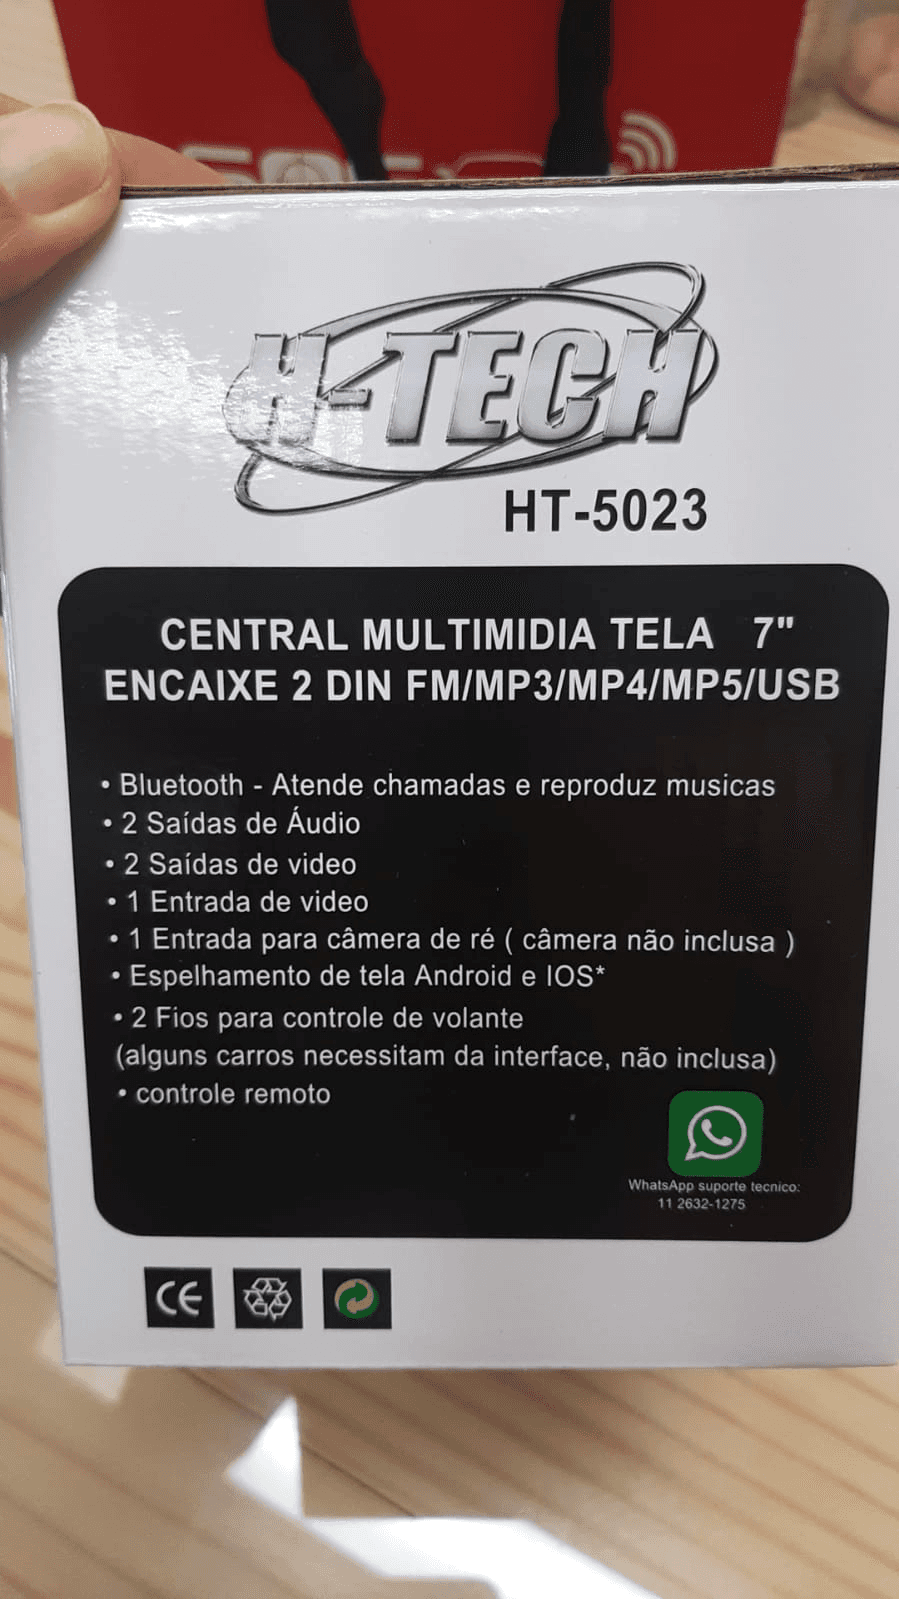 H-TECH
HT-5023
CENTRAL MULTIMIDIA TELA 7"
ENCAIXE 2 DIN FM/MP3/MP4/MP5/USB
• Bluetooth - Atende chamadas e reproduz musicas
• 2 Saídas de Áudio
• 2 Saídas de video
• 1 Entrada de video
• 1 Entrada para câmera de ré ( câmera não inclusa )
• Espelhamento de tela Android e IOS*
• 2 Fios para controle de volante
(alguns carros necessitam da interface, não inclusa)
• controle remoto
WhatsApp suporte tecnico:
11 2632-1275
CE